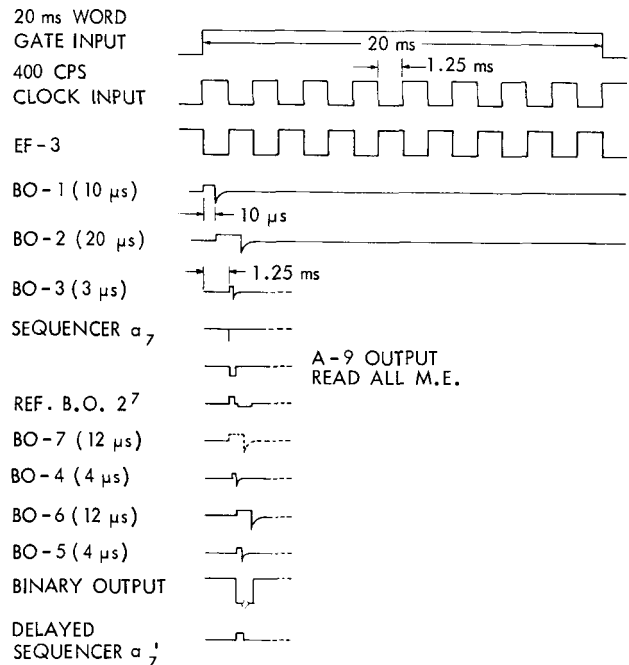 20 ms WORD
GATE INPUT
20 ms
400 CPS
CLOCK INPUT
1.25 ms
EF-3
BO-1 (10 μs)
10 μs
BO-2 (20 μs)
BO-3 (3 μs)
1.25 ms
SEQUENCER α7
A-9 OUTPUT
READ ALL M.E.
REF. B.O. 2⁷
BO-7 (12 μs)
BO-4 (4 μs)
BO-6 (12 μs)
BO-5 (4 μs)
BINARY OUTPUT
DELAYED
SEQUENCER α7'